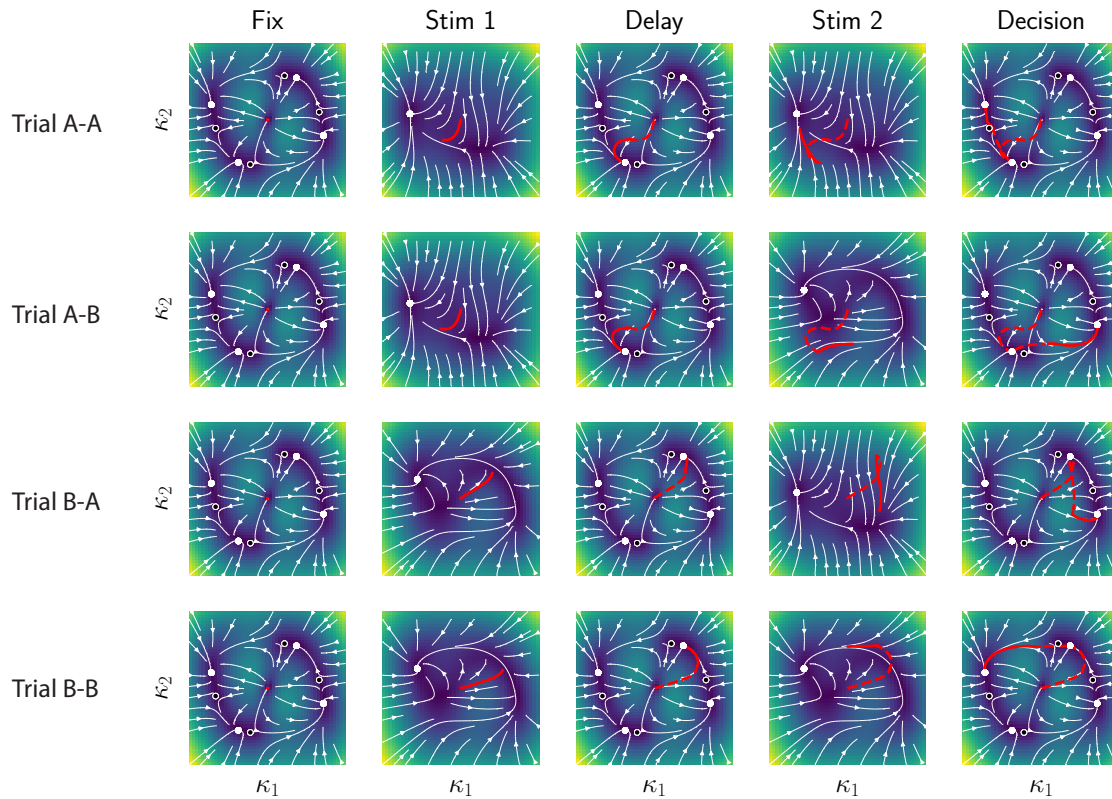 Fix Stim 1 Delay Stim 2 Decision
Trial A-A κ₂
Trial A-B κ₂
Trial B-A κ₂
Trial B-B κ₂
κ₁ κ₁ κ₁ κ₁ κ₁